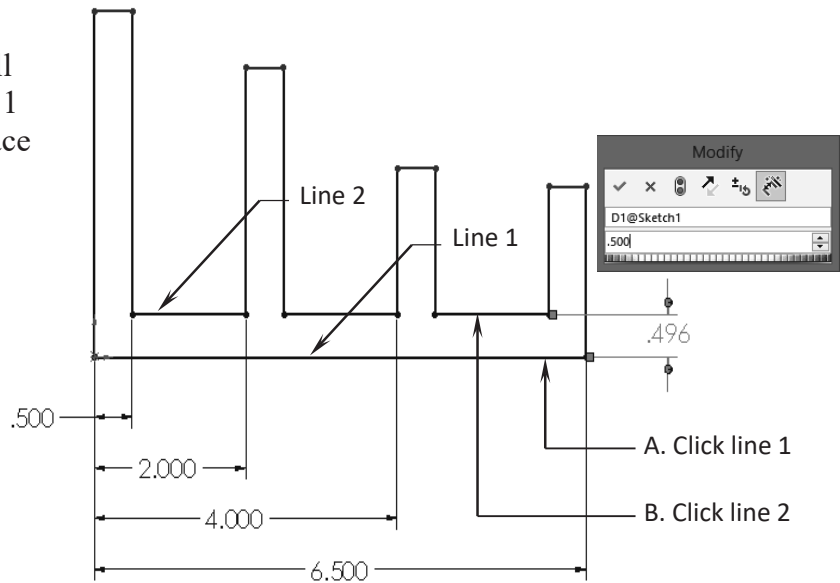 1
Modify
D1@Sketch1
.500
Line 2
Line 1
.496
.500
A. Click line 1
2.000
B. Click line 2
4.000
6.500